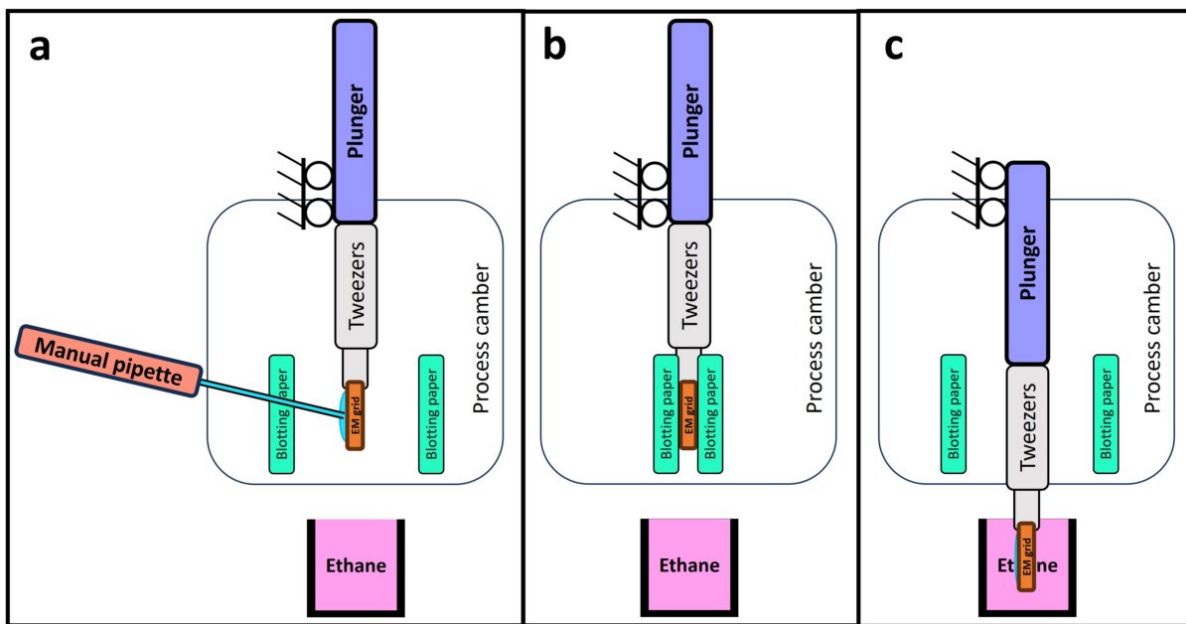 a
Plunger
Tweezers
Process camber
Manual pipette
Blotting paper
EM grid
Blotting paper
Ethane
b
Plunger
Tweezers
Process camber
Blotting paper
EM grid
Blotting paper
Ethane
c
Plunger
Process camber
Blotting paper
Tweezers
Blotting paper
EM grid
Ethane